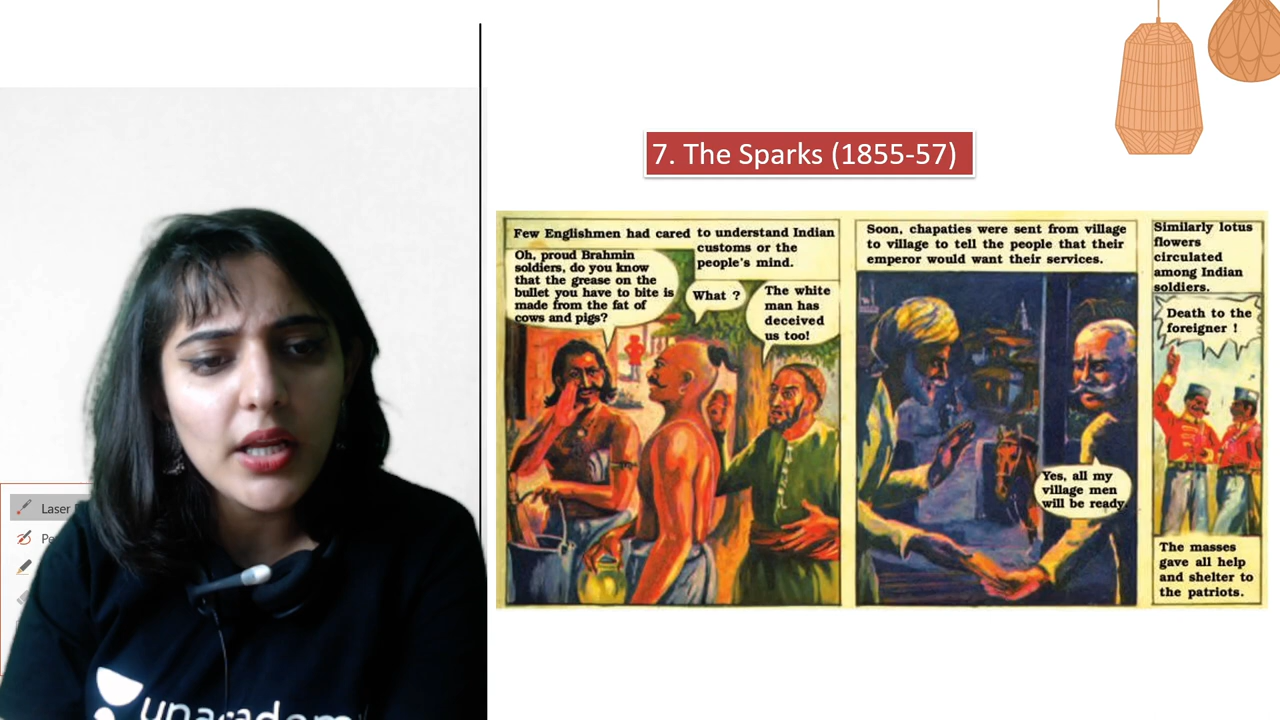 7. The Sparks (1855-57)
Few Englishmen had cared to understand Indian
customs or the
people's mind.
Oh, proud Brahmin
soldiers, do you know
that the grease on the
bullet you have to bite is
made from the fat of
cows and pigs?
What ?
The white
man has
deceived
us too!
Soon, chapaties were sent from village
to village to tell the people that their
emperor would want their services.
Yes, all my
village men
will be ready.
Similarly lotus
flowers
circulated
among Indian
soldiers.
Death to the
foreigner !
The masses
gave all help
and shelter to
the patriots.
Laser
unacademy